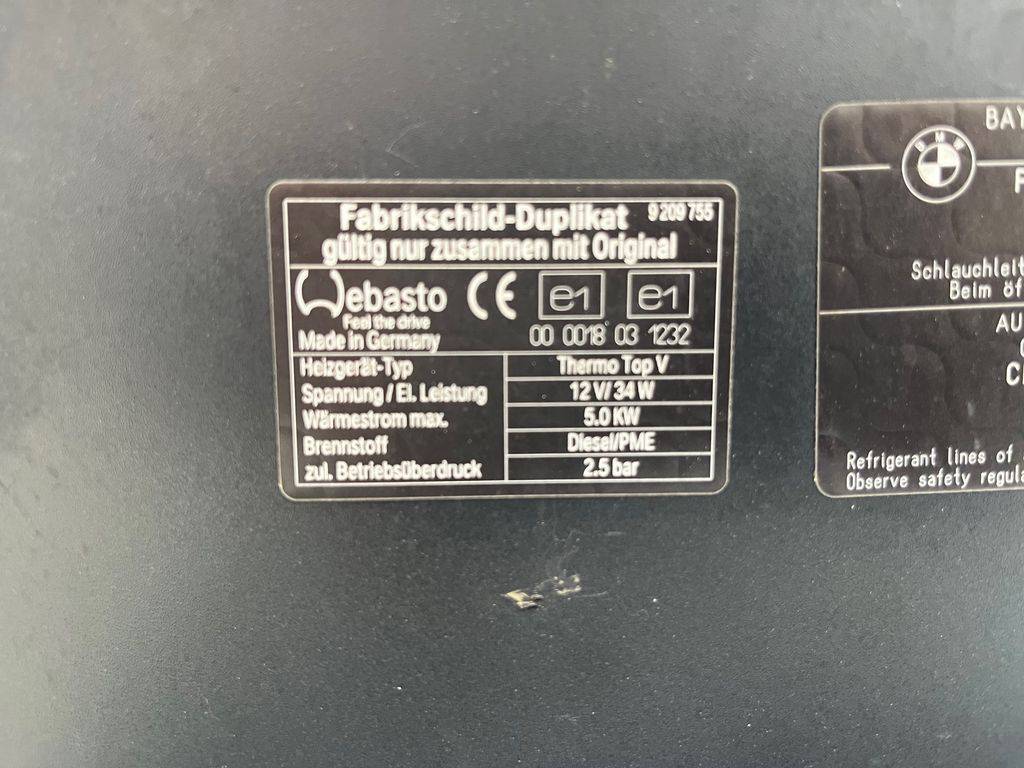 Fabrikschild-Duplikat 9 209 755
gültig nur zusammen mit Original
Webasto CE e1 e1
Feel the drive
Made in Germany 00 0018 03 1232
Heizgerät-Typ Thermo Top V
Spannung / El. Leistung 12 V/ 34 W
Wärmestrom max. 5.0 KW
Brennstoff Diesel/PME
zul. Betriebsüberdruck 2.5 bar
BAY
BMW
F
Schlauchleit
Beim öf
AU
Refrigerant lines of
Observe safety regula